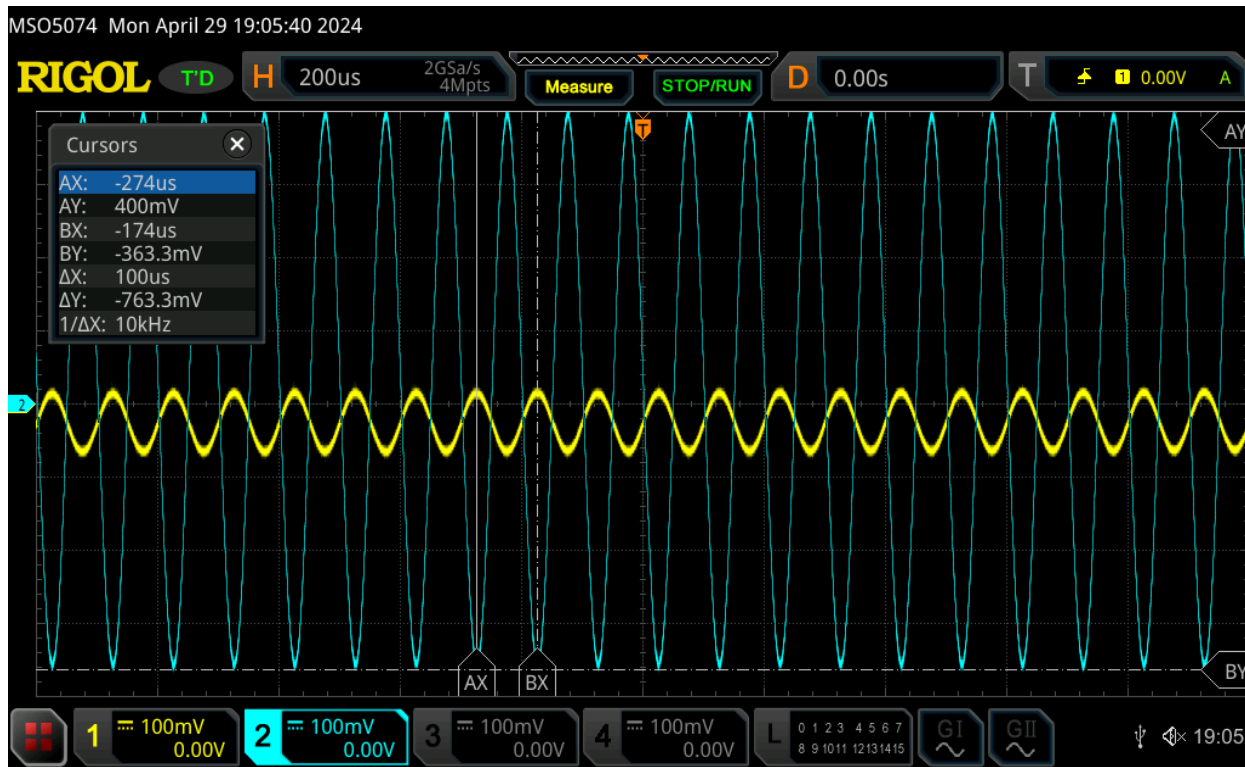 MSO5074 Mon April 29 19:05:40 2024
RIGOL T'D H 200us 2GSa/s 4Mpts Measure STOP/RUN D 0.00s T 1 0.00V A
T
AY
Cursors
AX: -274us
AY: 400mV
BX: -174us
BY: -363.3mV
ΔX: 100us
ΔY: -763.3mV
1/ΔX: 10kHz
2
AX BX
BY
1 100mV 0.00V 2 100mV 0.00V 3 100mV 0.00V 4 100mV 0.00V L 0 1 2 3 4 5 6 7 8 9 10 11 12 13 14 15 GI GII 19:05